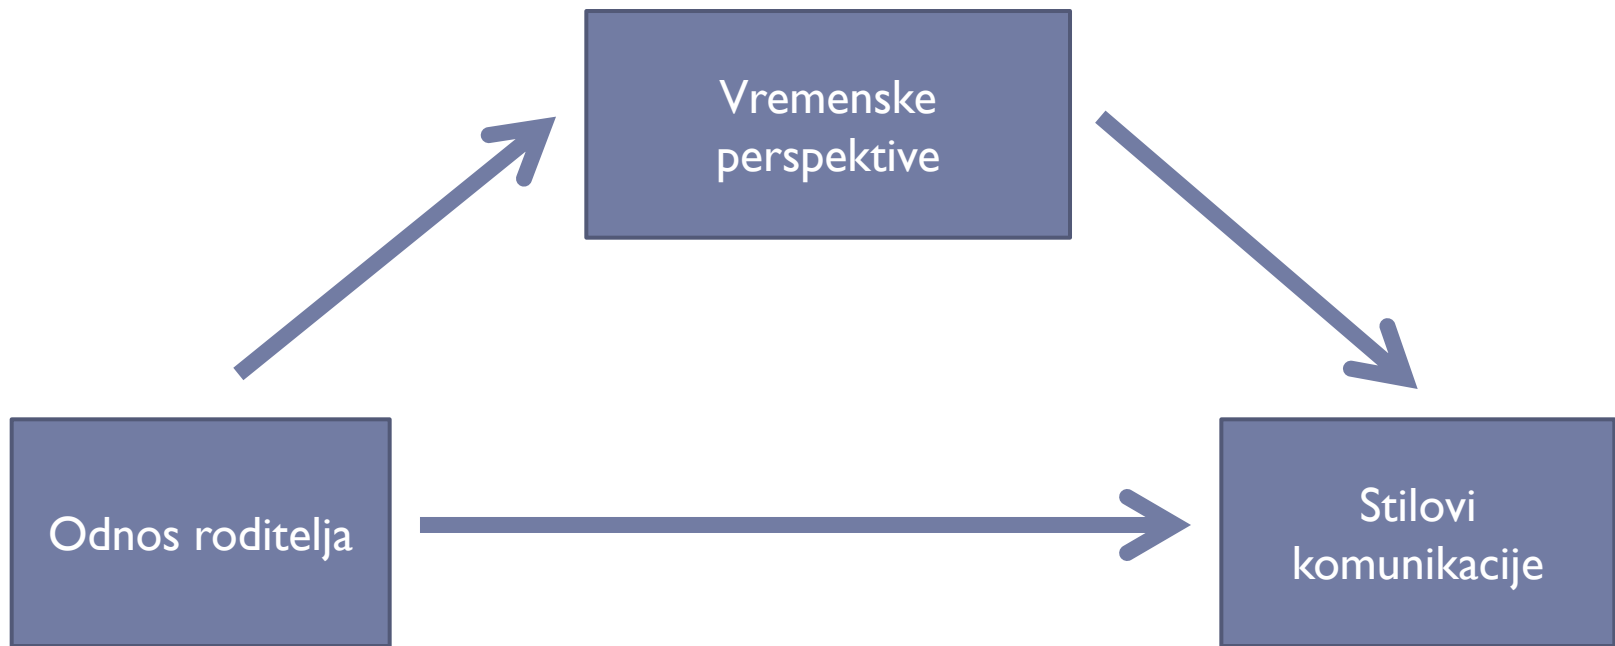 Vremenske
perspektive
Odnos roditelja
Stilovi
komunikacije